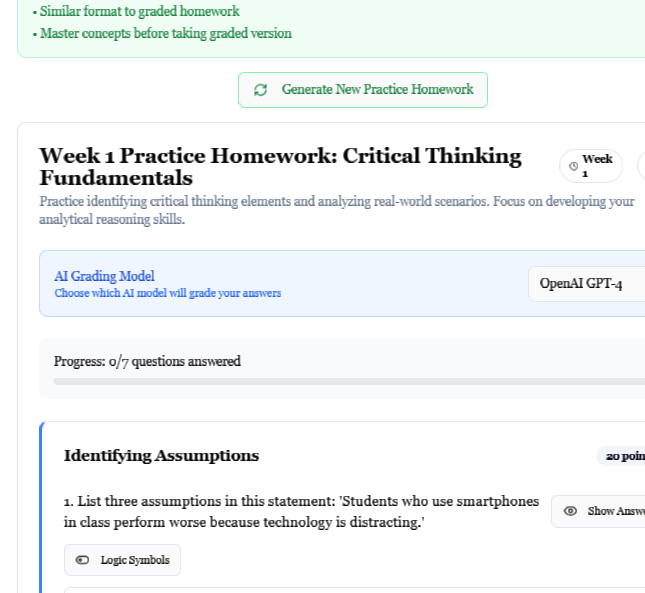 • Similar format to graded homework
• Master concepts before taking graded version
Generate New Practice Homework
Week 1 Practice Homework: Critical Thinking
Fundamentals
Week
1
Practice identifying critical thinking elements and analyzing real-world scenarios. Focus on developing your
analytical reasoning skills.
AI Grading Model
Choose which AI model will grade your answers
OpenAI GPT-4
Progress: 0/7 questions answered
Identifying Assumptions
20
1. List three assumptions in this statement: 'Students who use smartphones
in class perform worse because technology is distracting.'
Show
Logic Symbols